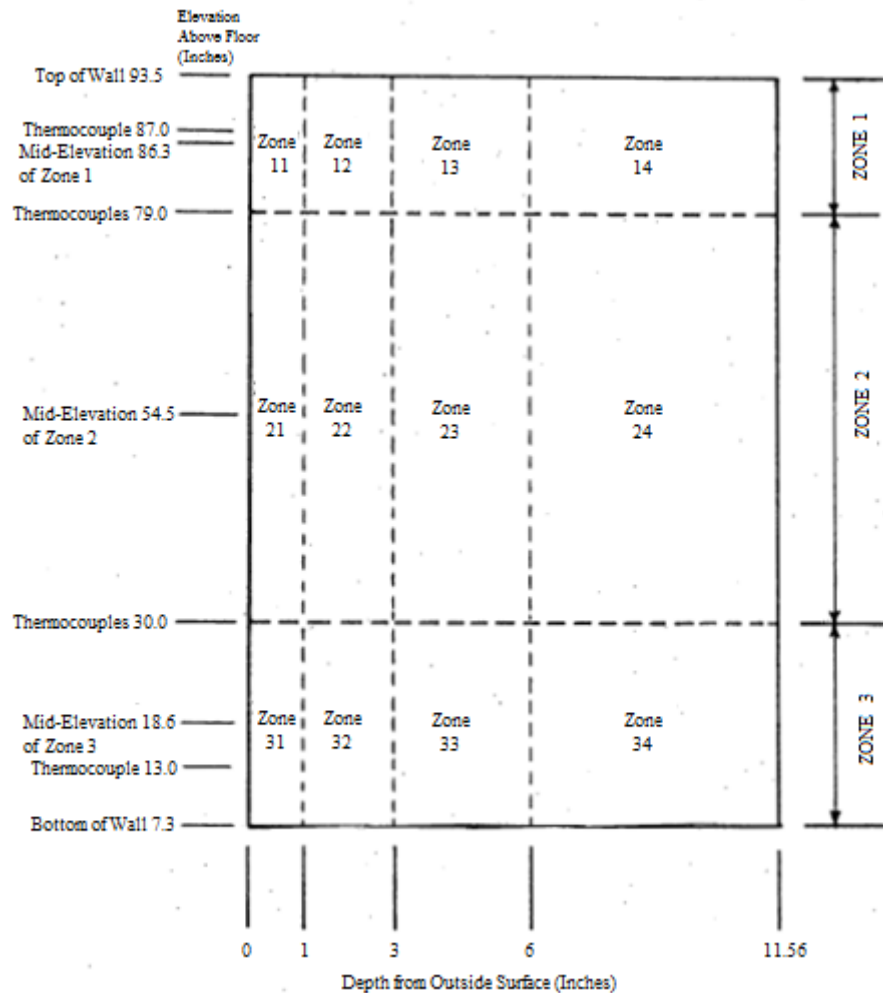 Elevation
Above Floor
(Inches)
Top of Wall 93.5
Thermocouple 87.0
Mid-Elevation 86.3
of Zone 1
Zone
11
Zone
12
Zone
13
Zone
14
ZONE 1
Thermocouples 79.0
Mid-Elevation 54.5
of Zone 2
Zone
21
Zone
22
Zone
23
Zone
24
ZONE 2
Thermocouples 30.0
Mid-Elevation 18.6
of Zone 3
Thermocouple 13.0
Zone
31
Zone
32
Zone
33
Zone
34
ZONE 3
Bottom of Wall 7.3
0 1 3 6 11.56
Depth from Outside Surface (Inches)